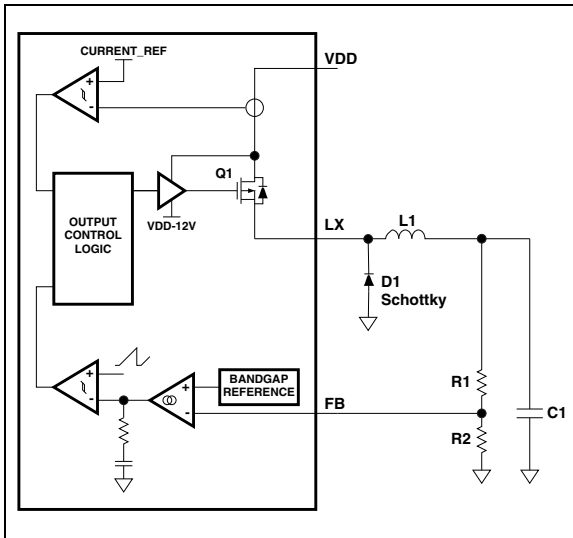 CURRENT_REF
VDD
Q1
OUTPUT
CONTROL
LOGIC
VDD-12V
LX
L1
D1
Schottky
BANDGAP
REFERENCE
FB
R1
R2
C1
+
-
+
-
+
-